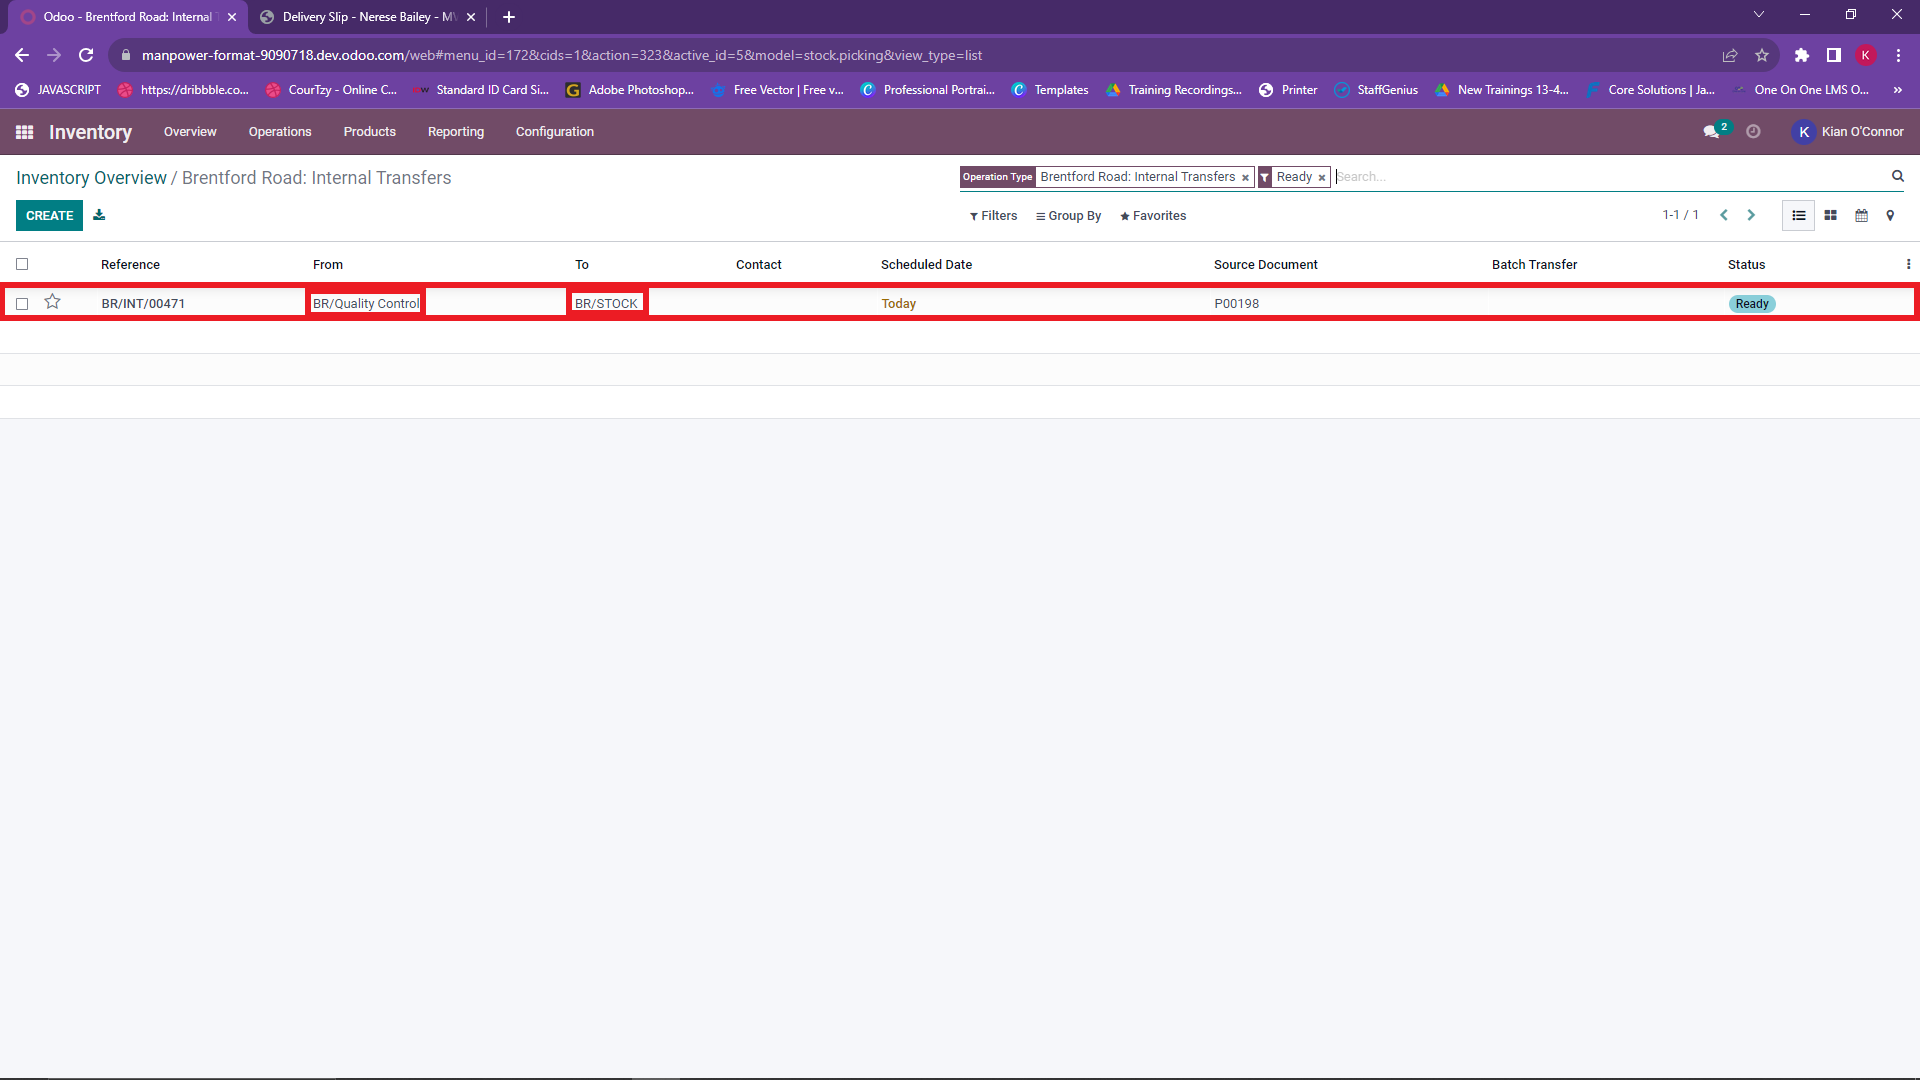 Odoo - Brentford Road: Internal
Delivery Slip - Nerese Bailey -
manpower-format-9090718.dev.odoo.com/web#menu_id=172&cids=1&action=323&active_id=5&model=stock.picking&view_type=list
K
JAVASCRIPT
https://dribbble.co...
CourTzy - Online C...
Standard ID Card Si...
Adobe Photoshop...
Free Vector | Free v...
Professional Portrai...
Templates
Training Recordings...
Printer
StaffGenius
New Trainings 13-4...
Core Solutions | Ja...
One On One LMS O...
»
Inventory Overview Operations Products Reporting Configuration
2
K Kian O'Connor
Inventory Overview / Brentford Road: Internal Transfers
Operation Type Brentford Road: Internal Transfers × Ready × Search...
CREATE
Filters Group By Favorites
1-1 / 1
Reference From To Contact Scheduled Date Source Document Batch Transfer Status
BR/INT/00471 BR/Quality Control BR/STOCK Today P00198 Ready